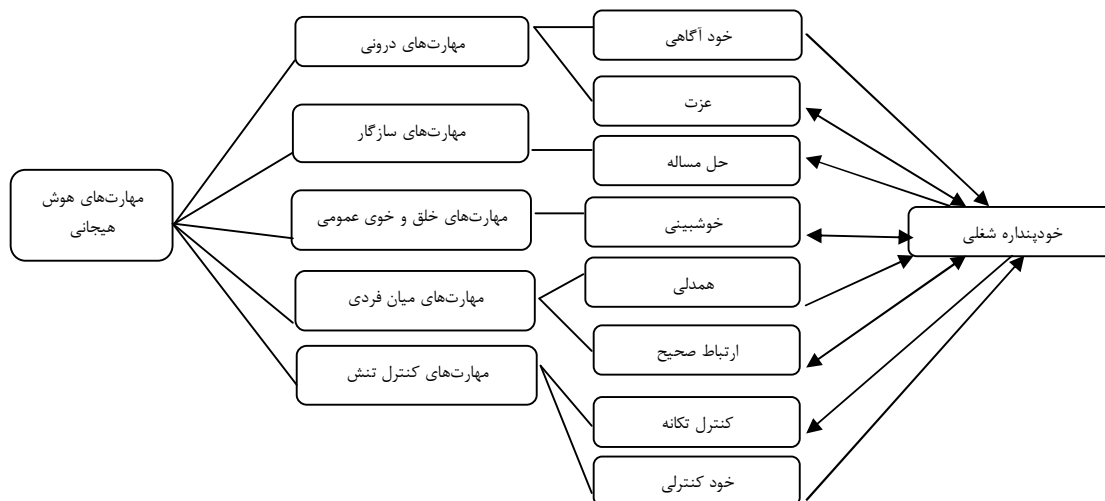 مهارت‌های هوش
هیجانی
مهارت‌های درونی
مهارت‌های سازگار
مهارت‌های خلق و خوی عمومی
مهارت‌های میان فردی
مهارت‌های کنترل تنش
خود آگاهی
عزت
حل مساله
خوشبینی
همدلی
ارتباط صحیح
کنترل تکانه
خود کنترلی
خودپنداره شغلی